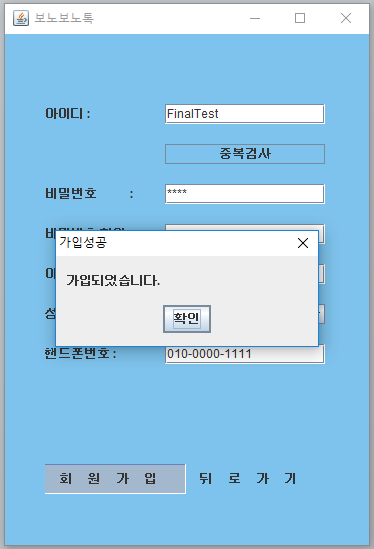 보노보노톡
아이디 :
FinalTest
중복검사
비밀번호 :
****
가입성공
가입되었습니다.
확인
핸드폰번호 :
010-0000-1111
회 원 가 입
뒤 로 가 기